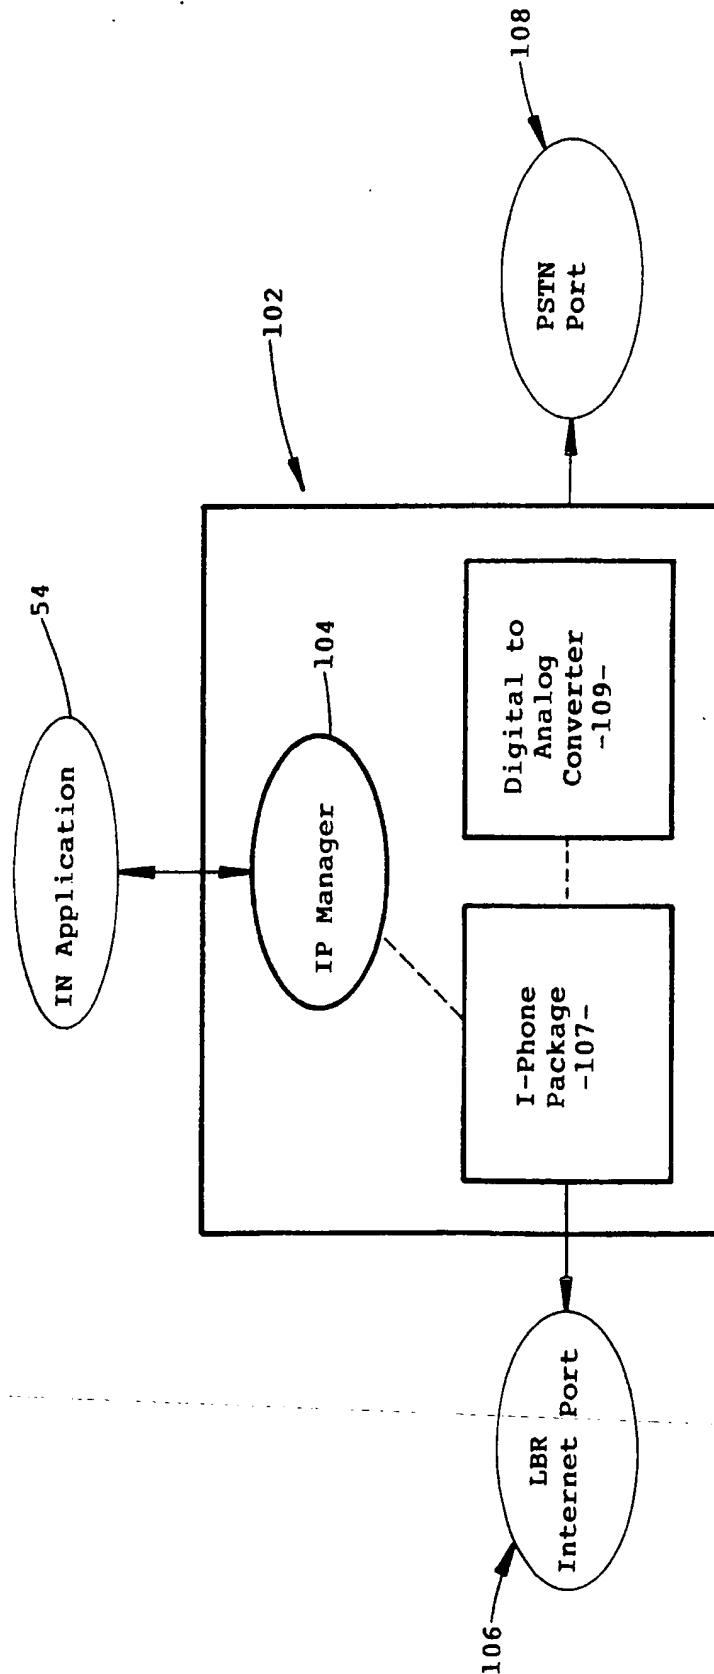 54
IN Application
102
104
IP Manager
108
PSTN
Port
I-Phone
Package
-107-
Digital to
Analog
Converter
-109-
LBR
Internet Port
106